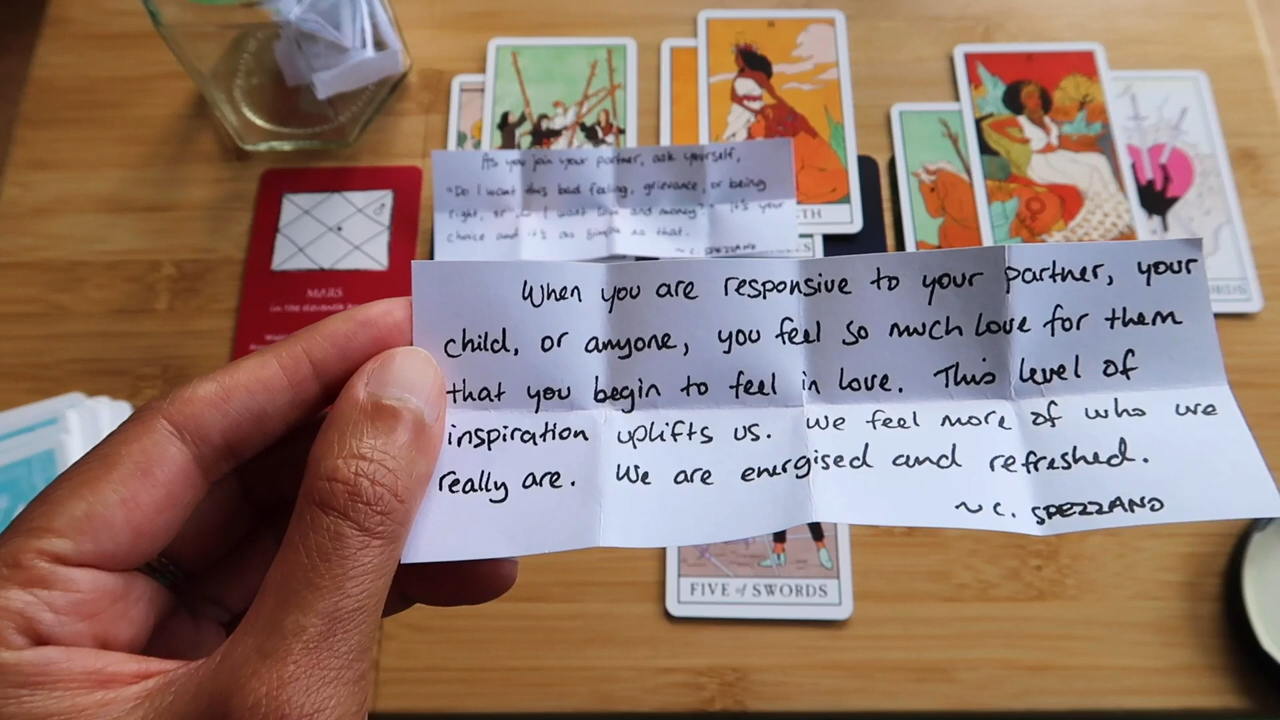 As you join your partner, ask yourself,
"Do I want this bad feeling, grievance, or being
right, or do I want love and money?" It's your
choice and it's as simple as that.
~ C. SPEZZANO
MARS
in the eleventh
When you are responsive to your partner, your
child, or anyone, you feel so much love for them
that you begin to feel in love. This level of
inspiration uplifts us. We feel more of who we
really are. We are energised and refreshed.
~ C. SPEZZANO
FIVE of SWORDS